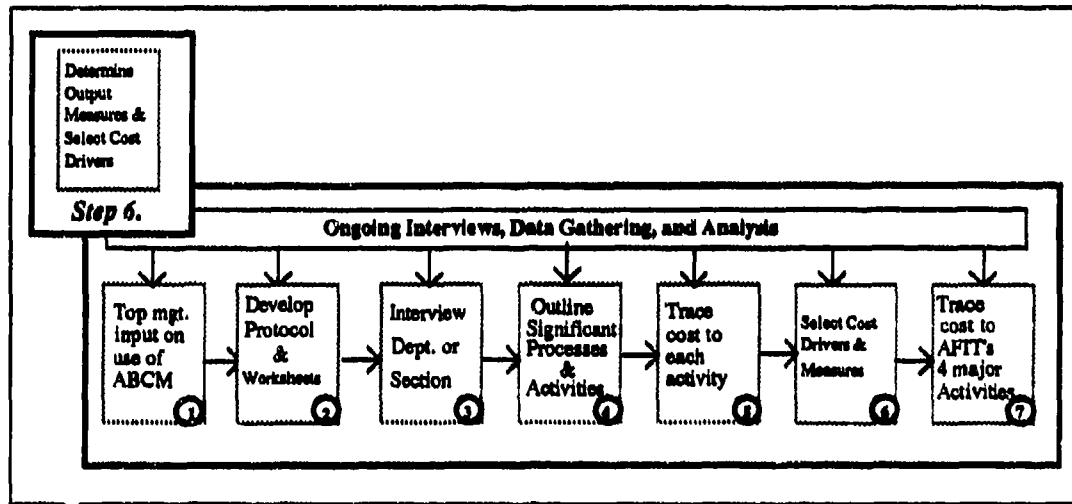 Determine
Output
Measures &
Select Cost
Drivers
Step 6.
Ongoing Interviews, Data Gathering, and Analysis
Top mgt.
input on
use of
ABCM
1
Develop
Protocol
&
Worksheets
2
Interview
Dept. or
Section
3
Outline
Significant
Processes
&
Activities
4
Trace
cost to
each
activity
5
Select Cost
Drivers &
Measures
6
Trace
cost to
AFIT's
4 major
Activities
7